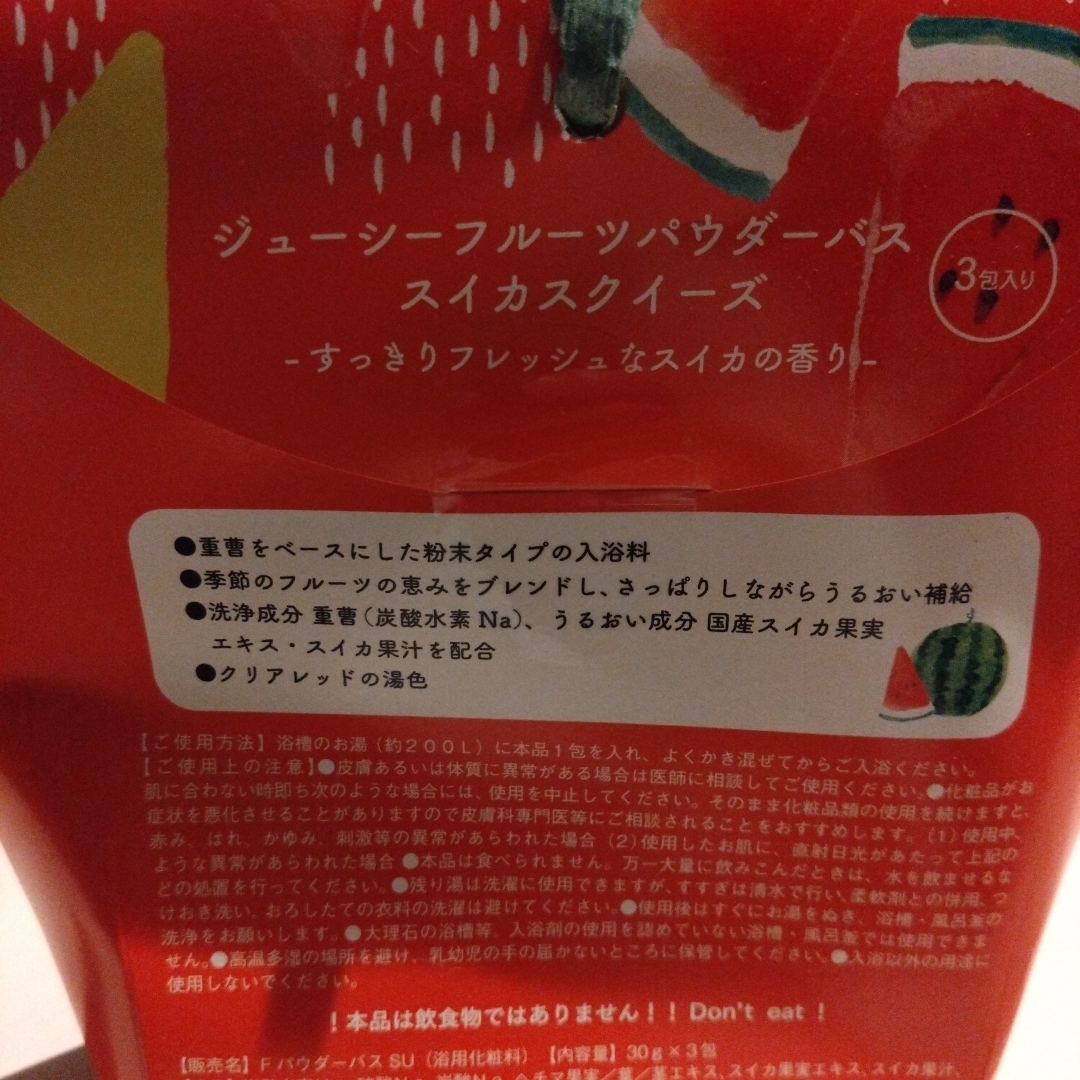 ジューシーフルーツパウダーバス
スイカスクイーズ
3包入り
-すっきりフレッシュなスイカの香り-
●重曹をベースにした粉末タイプの入浴料
●季節のフルーツの恵みをブレンドし、さっぱりしながらうるおい補給
●洗浄成分 重曹(炭酸水素Na)、うるおい成分 国産スイカ果実
エキス・スイカ果汁を配合
●クリアレッドの湯色
【ご使用方法】浴槽のお湯(約200L)に本品1包を入れ、よくかき混ぜてからご入浴ください。
【ご使用上の注意】●皮膚あるいは体質に異常がある場合は医師に相談してご使用ください。●化粧品がお
肌に合わない時即ち次のような場合には、使用を中止してください。そのまま化粧品類の使用を続けますと、
症状を悪化させることがありますので皮膚科専門医等にご相談されることをおすすめします。(1)使用中、
赤み、はれ、かゆみ、刺激等の異常があらわれた場合(2)使用したお肌に、直射日光があたって上記の
ような異常があらわれた場合●本品は食べられません。万一大量に飲みこんだときは、水を飲ませるな
どの処置を行ってください。●残り湯は洗濯に使用できますが、すすぎは清水で行い、柔軟剤との併用、つ
けおき洗い、おろしたての衣料の洗濯は避けてください。●使用後はすぐにお湯をぬき、浴槽・風呂釜の
洗浄をお願いします。●大理石の浴槽等、入浴剤の使用を認めていない浴槽・風呂釜では使用できま
せん。●高温多湿の場所を避け、乳幼児の手の届かないところに保管してください。●入浴以外の用途に
使用しないでください。
！本品は飲食物ではありません！！ Don't eat！
【販売名】FパウダーバスSU(浴用化粧料)【内容量】30g×3包
炭酸Na、ヘチマ果実／葉／茎エキス、スイカ果実エキス、スイカ果汁、